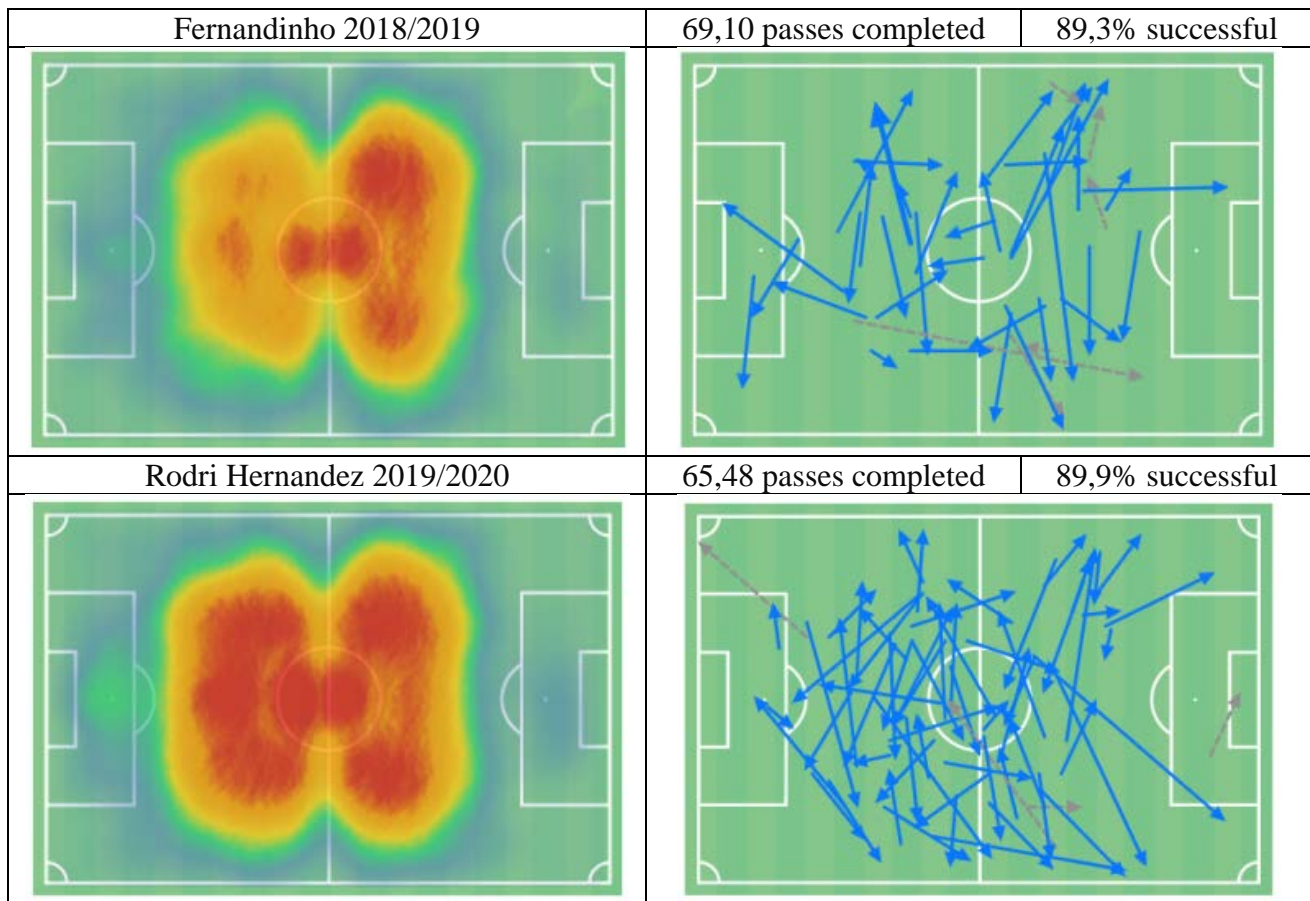 Fernandinho 2018/2019
69,10 passes completed
89,3% successful
Rodri Hernandez 2019/2020
65,48 passes completed
89,9% successful